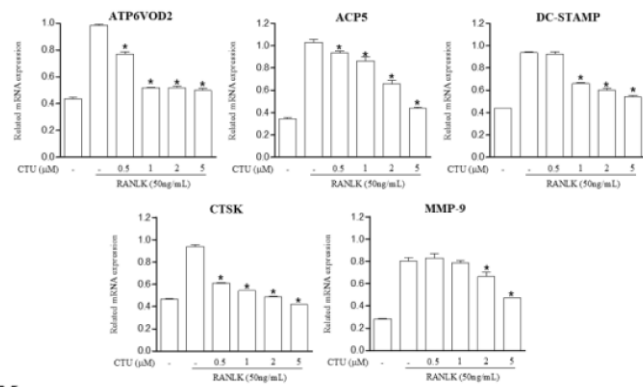 ATP6VOD2
Related mRNA expression
1.0
0.8
0.6
0.4
0.2
0.0
* * * *
CTU (μM) - - 0.5 1 2 5
RANLK (50ng/mL)
ACP5
Related mRNA expression
1.2
1.0
0.8
0.6
0.4
0.2
0.0
* * * *
CTU (μM) - - 0.5 1 2 5
RANLK (50ng/mL)
DC-STAMP
Related mRNA expression
1.2
1.0
0.8
0.6
0.4
0.2
0.0
* * *
CTU (μM) - - 0.5 1 2 5
RANLK (50ng/mL)
CTSK
Related mRNA expression
1.2
1.0
0.8
0.6
0.4
0.2
0.0
* * * *
CTU (μM) - - 0.5 1 2 5
RANLK (50ng/mL)
MMP-9
Related mRNA expression
1.2
1.0
0.8
0.6
0.4
0.2
0.0
* *
CTU (μM) - - 0.5 1 2 5
RANLK (50ng/mL)